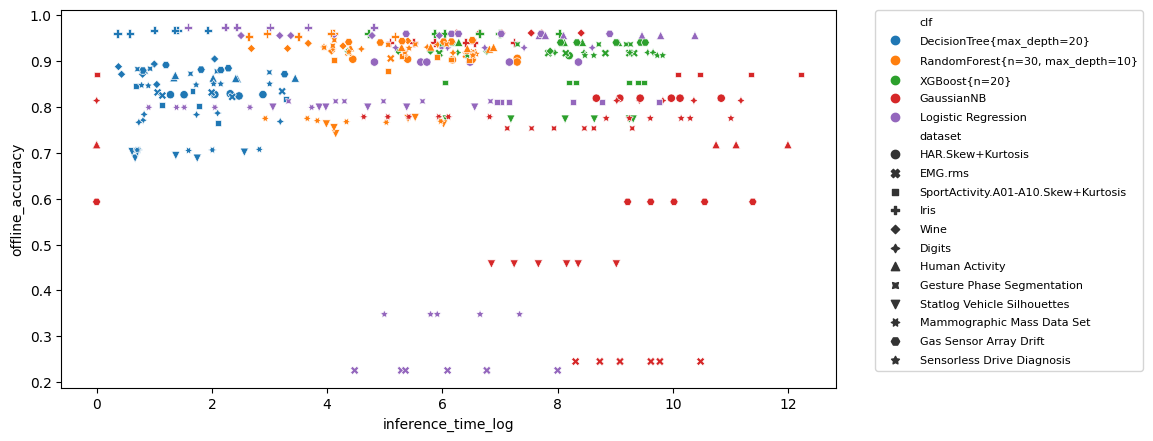 1.0
0.9
0.8
0.7
0.6
0.5
0.4
0.3
0.2
offline_accuracy
0 2 4 6 8 10 12
inference_time_log
clf
DecisionTree{max_depth=20}
RandomForest{n=30, max_depth=10}
XGBoost{n=20}
GaussianNB
Logistic Regression
dataset
HAR.Skew+Kurtosis
EMG.rms
SportActivity.A01-A10.Skew+Kurtosis
Iris
Wine
Digits
Human Activity
Gesture Phase Segmentation
Statlog Vehicle Silhouettes
Mammographic Mass Data Set
Gas Sensor Array Drift
Sensorless Drive Diagnosis